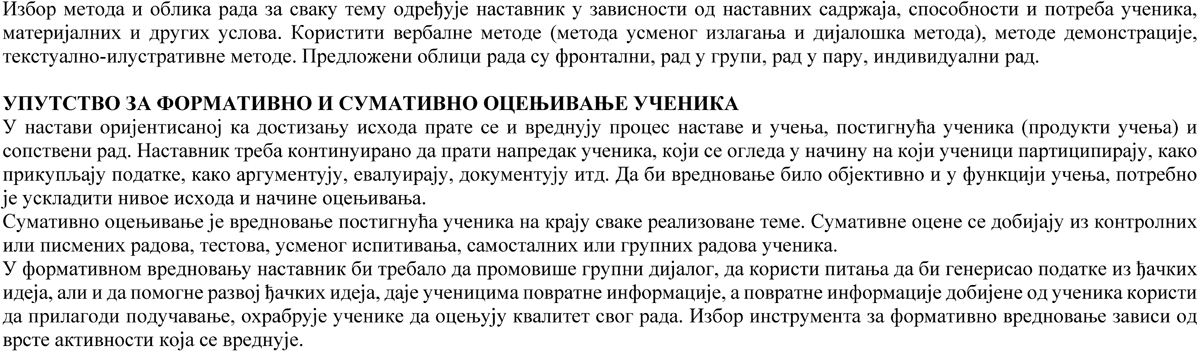 Избор метода и облика рада за сваку тему одређује наставник у зависности од наставних садржаја, способности и потреба ученика,
материјалних и других услова. Користити вербалне методе (метода усменог излагања и дијалошка метода), методе демонстрације,
текстуално-илустративне методе. Предложени облици рада су фронтални, рад у групи, рад у пару, индивидуални рад.
УПУТСТВО ЗА ФОРМАТИВНО И СУМАТИВНО ОЦЕЊИВАЊЕ УЧЕНИКА
У настави оријентисаној ка достизању исхода прате се и вреднују процес наставе и учења, постигнућа ученика (продукти учења) и
сопствени рад. Наставник треба континуирано да прати напредак ученика, који се огледа у начину на који ученици партиципирају, како
прикупљају податке, како аргументују, евалуирају, документују итд. Да би вредновање било објективно и у функцији учења, потребно
је ускладити нивое исхода и начине оцењивања.
Сумативно оцењивање је вредновање постигнућа ученика на крају сваке реализоване теме. Сумативне оцене се добијају из контролних
или писмених радова, тестова, усменог испитивања, самосталних или групних радова ученика.
У формативном вредновању наставник би требало да промовише групни дијалог, да користи питања да би генерисао податке из ђачких
идеја, али и да помогне развој ђачких идеја, даје ученицима повратне информације, а повратне информације добијене од ученика користи
да прилагоди подучавање, охрабрује ученике да оцењују квалитет свог рада. Избор инструмента за формативно вредновање зависи од
врсте активности која се вреднује.